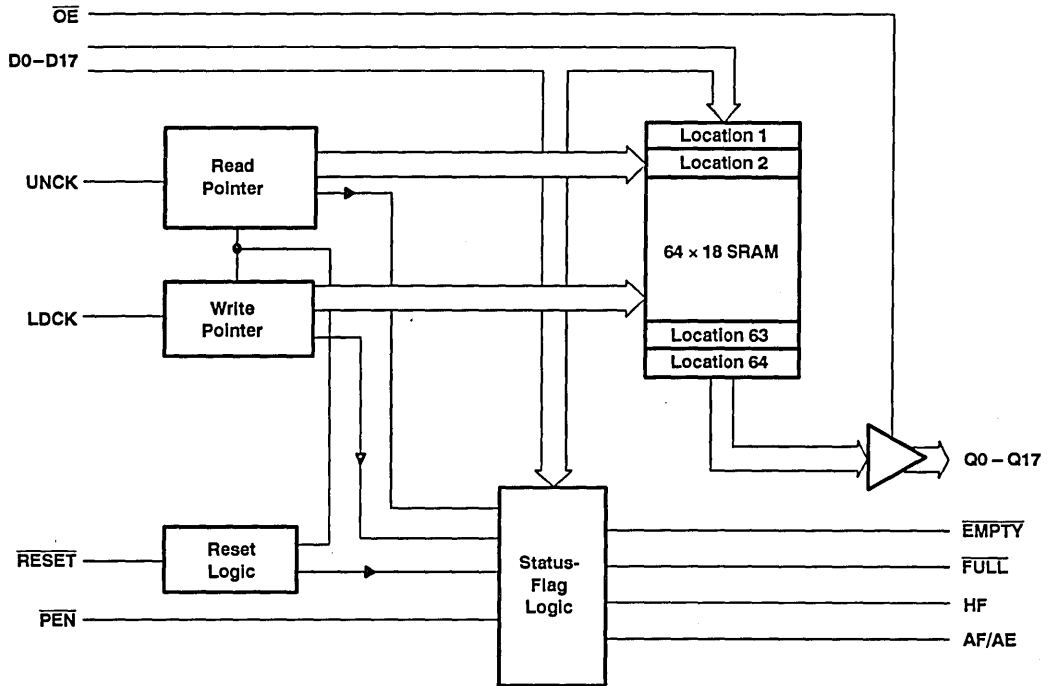 OE
D0–D17
Location 1
Location 2
Read
Pointer
UNCK
64 × 18 SRAM
Write
Pointer
LDCK
Location 63
Location 64
Q0–Q17
EMPTY
Reset
Logic
RESET
Status-
Flag
Logic
FULL
HF
PEN
AF/AE